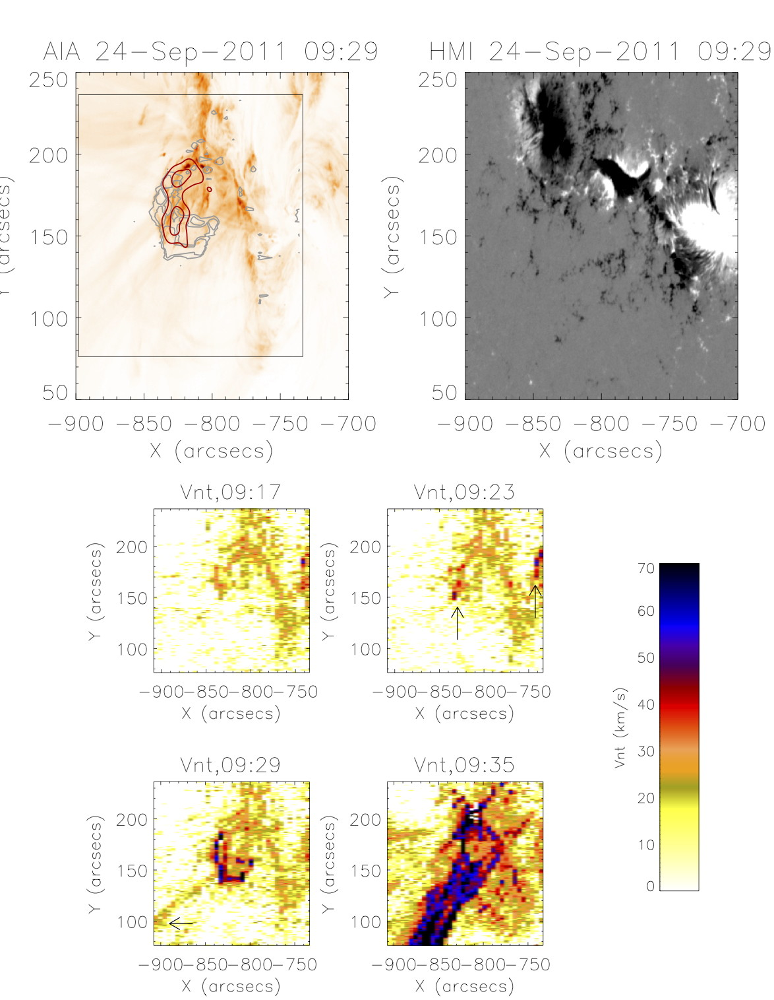 AIA 24-Sep-2011 09:29
HMI 24-Sep-2011 09:29
250
200
150
100
50
Y (arcsecs)
-900 -850 -800 -750 -700
X (arcsecs)
250
200
150
100
50
Y (arcsecs)
-900 -850 -800 -750 -700
X (arcsecs)
Vnt,09:17
200
150
100
Y (arcsecs)
-900-850-800-750
X (arcsecs)
Vnt,09:23
200
150
100
Y (arcsecs)
-900-850-800-750
X (arcsecs)
70
60
50
40
30
20
10
0
Vnt (km/s)
Vnt,09:29
200
150
100
Y (arcsecs)
-900-850-800-750
X (arcsecs)
Vnt,09:35
200
150
100
Y (arcsecs)
-900-850-800-750
X (arcsecs)